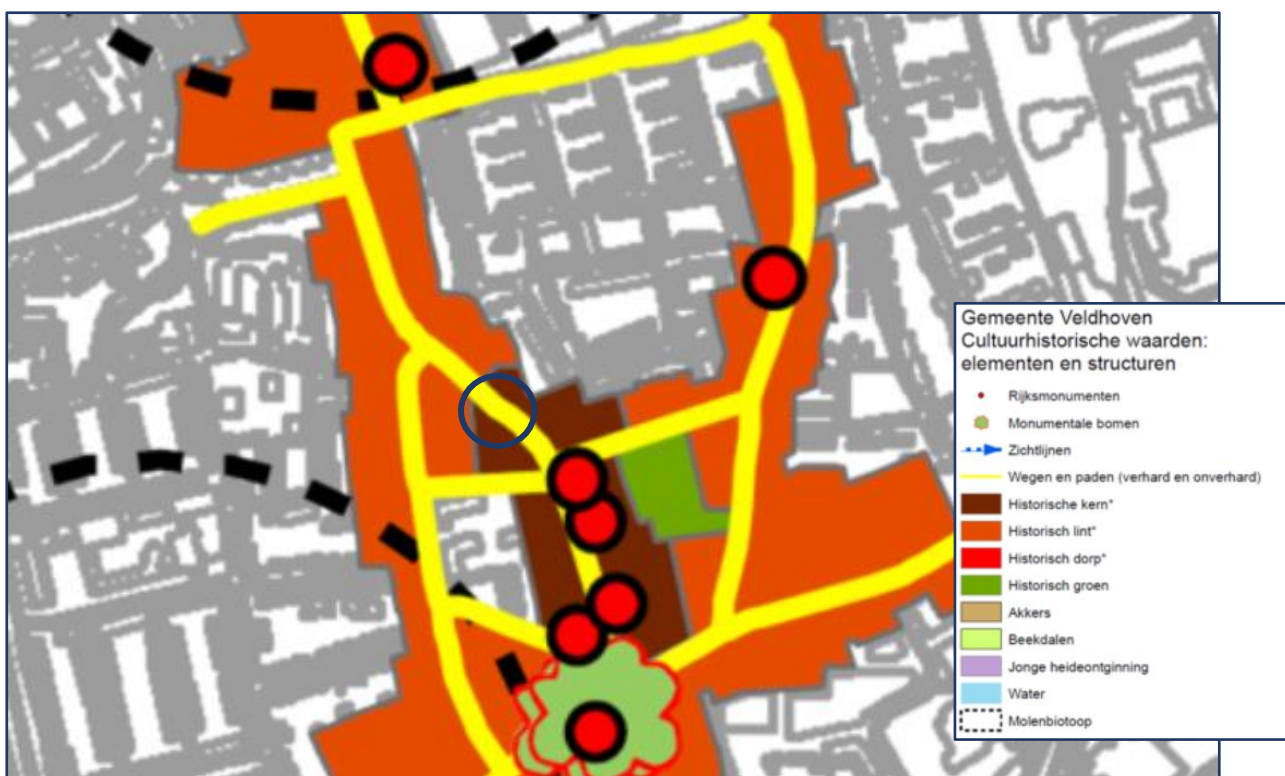 Gemeente Veldhoven
Cultuurhistorische waarden:
elementen en structuren
Rijksmonumenten
Monumentale bomen
Zichtlijnen
Wegen en paden (verhard en onverhard)
Historische kern*
Historisch lint*
Historisch dorp*
Historisch groen
Akkers
Beekdalen
Jonge heideontginning
Water
Molenbiotoop